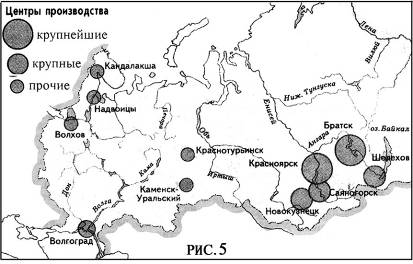 Центры производства
крупнейшие
крупные
прочие
Кандалакша
Надвоицы
Волхов
Краснотурьинск
Каменск-
Уральский
Волгоград
Красноярск
Братск
Шелехов
Саяногорск
Новокузнецк
Дон
Волга
Кама
Обь
Иртыш
Енисей
Ниж. Тунгуска
Ангара
Лена
Вилюй
оз. Байкал
РИС.5